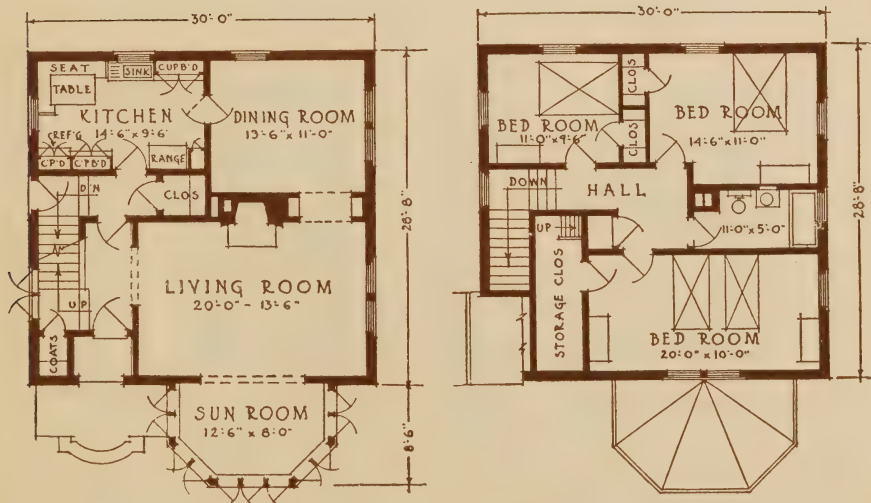 30'-0"
SEAT
TABLE
SINK
CUPB'D
KITCHEN
14'-6" x 9'-6"
REF'G
CP'D
CPB'D
RANGE
DINING ROOM
13'-6" x 11'-0"
D'N
CLOS
UP
COATS
LIVING ROOM
20'-0" - 13'-6"
SUN ROOM
12'-6" x 8'-0"
28'-8"
8'-6"
30'-0"
BED ROOM
11'-0" x 9'-6"
CLOS
CLOS
BED ROOM
14'-6" x 11'-0"
DOWN
HALL
UP
11'-0" x 5'-0"
STORAGE CLOS
BED ROOM
20'-0" x 10'-0"
28'-8"